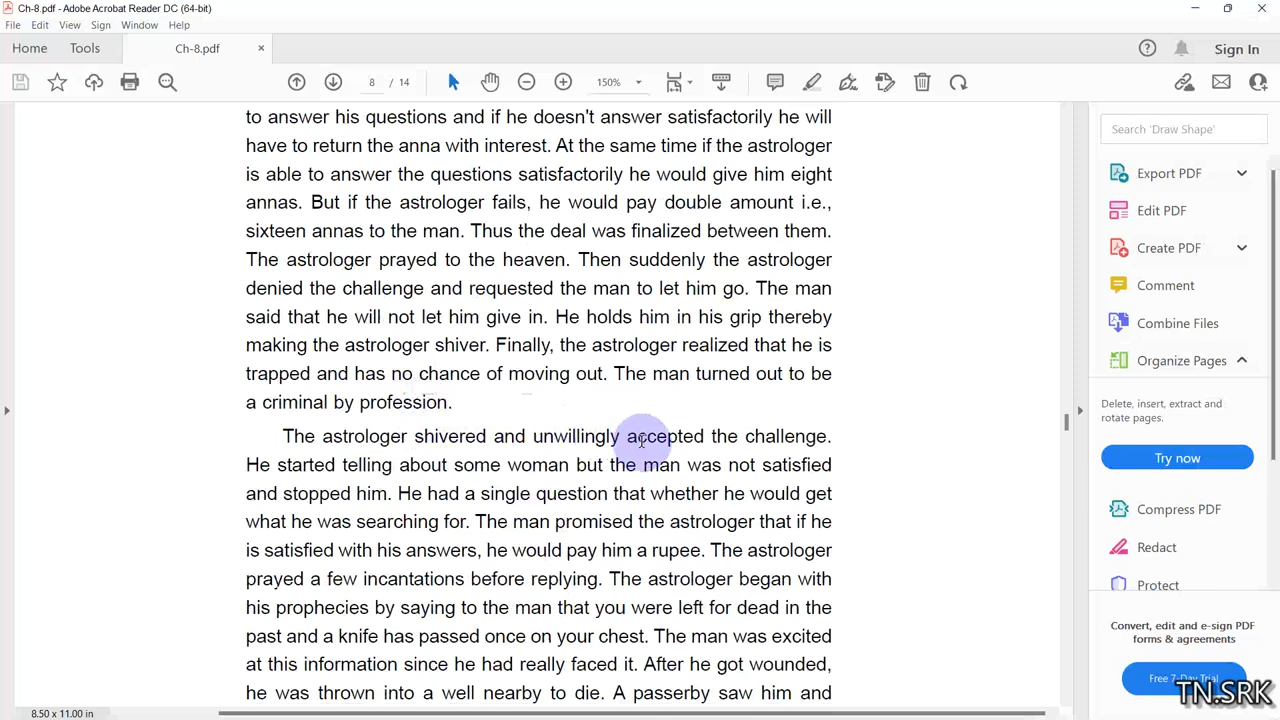 Ch-8.pdf - Adobe Acrobat Reader DC (64-bit)
File Edit View Sign Window Help
Home Tools Ch-8.pdf × Sign In
8 / 14 150%
to answer his questions and if he doesn't answer satisfactorily he will
have to return the anna with interest. At the same time if the astrologer
is able to answer the questions satisfactorily he would give him eight
annas. But if the astrologer fails, he would pay double amount i.e.,
sixteen annas to the man. Thus the deal was finalized between them.
The astrologer prayed to the heaven. Then suddenly the astrologer
denied the challenge and requested the man to let him go. The man
said that he will not let him give in. He holds him in his grip thereby
making the astrologer shiver. Finally, the astrologer realized that he is
trapped and has no chance of moving out. The man turned out to be
a criminal by profession.
The astrologer shivered and unwillingly accepted the challenge.
He started telling about some woman but the man was not satisfied
and stopped him. He had a single question that whether he would get
what he was searching for. The man promised the astrologer that if he
is satisfied with his answers, he would pay him a rupee. The astrologer
prayed a few incantations before replying. The astrologer began with
his prophecies by saying to the man that you were left for dead in the
past and a knife has passed once on your chest. The man was excited
at this information since he had really faced it. After he got wounded,
he was thrown into a well nearby to die. A passerby saw him and
8.50 x 11.00 in
Search 'Draw Shape'
Export PDF
Edit PDF
Create PDF
Comment
Combine Files
Organize Pages
Delete, insert, extract and
rotate pages.
Try now
Compress PDF
Redact
Protect
Convert, edit and e-sign PDF
forms & agreements
Free 7-Day Trial
TN.SRK